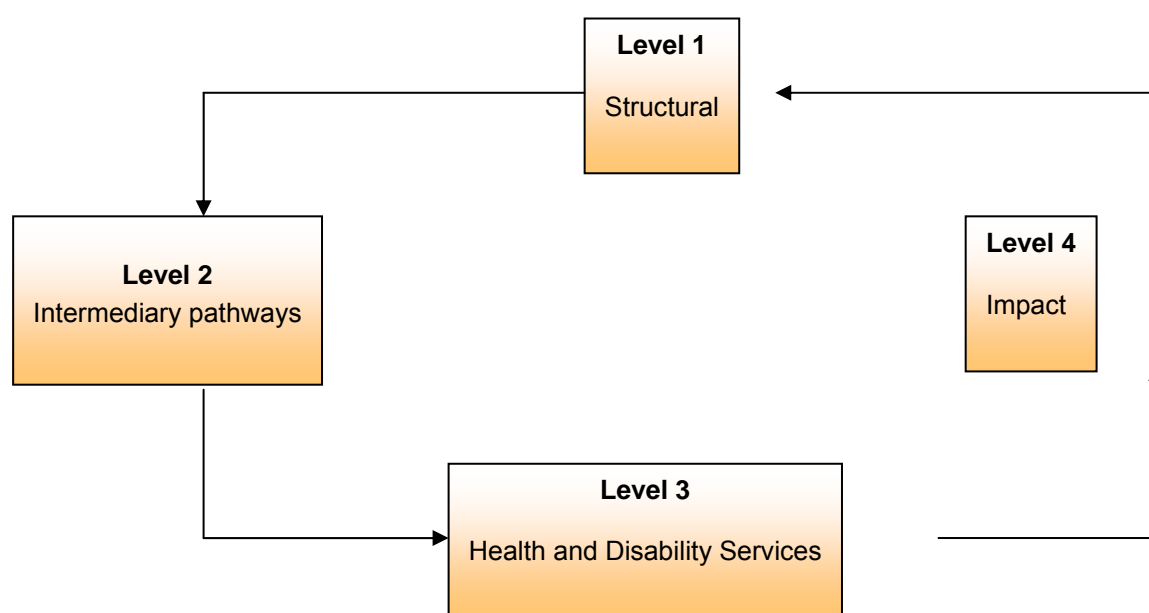 Level 1
Structural
Level 2
Intermediary pathways
Level 3
Health and Disability Services
Level 4
Impact